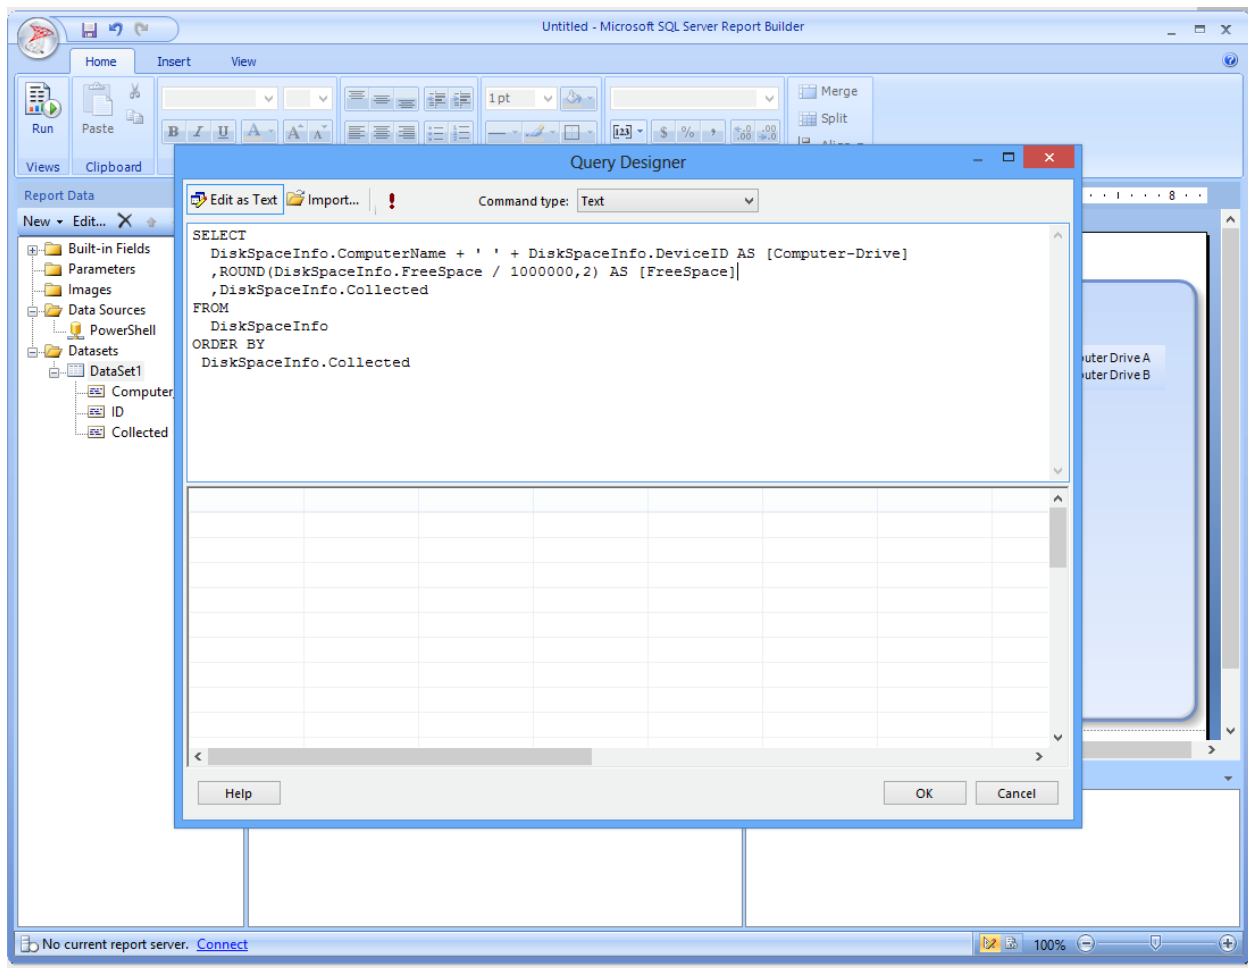 Untitled - Microsoft SQL Server Report Builder
Home Insert View
1 pt
Merge
Run Paste
Split
B I U A A A
[123] $ % ,
Views Clipboard
Query Designer
Report Data
New Edit...
Edit as Text Import... ! Command type: Text
8
Built-in Fields
Parameters
Images
Data Sources
PowerShell
Datasets
DataSet1
Computer
ID
Collected
SELECT
DiskSpaceInfo.ComputerName + ' ' + DiskSpaceInfo.DeviceID AS [Computer-Drive]
,ROUND(DiskSpaceInfo.FreeSpace / 1000000,2) AS [FreeSpace]
,DiskSpaceInfo.Collected
FROM
DiskSpaceInfo
ORDER BY
DiskSpaceInfo.Collected
uter Drive A
uter Drive B
Help OK Cancel
No current report server. Connect
100%